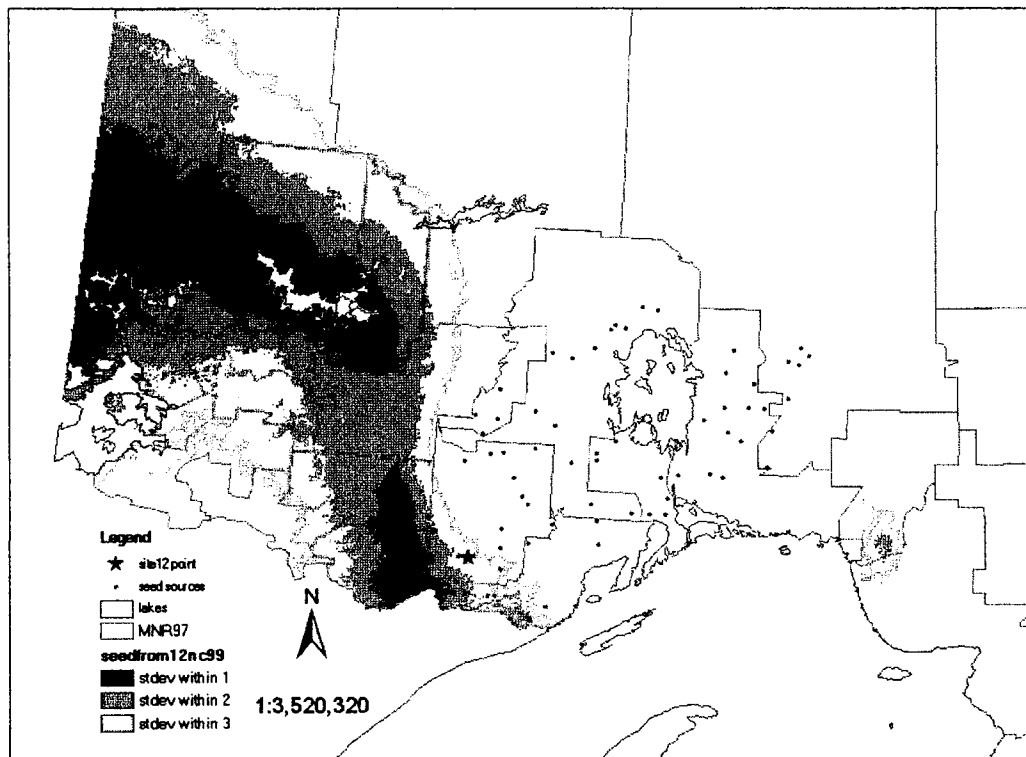 Legend
site12point
seed sources
lakes
MNR97
seedfrom12nc99
stdev within 1
stdev within 2
stdev within 3
N
1:3,520,320